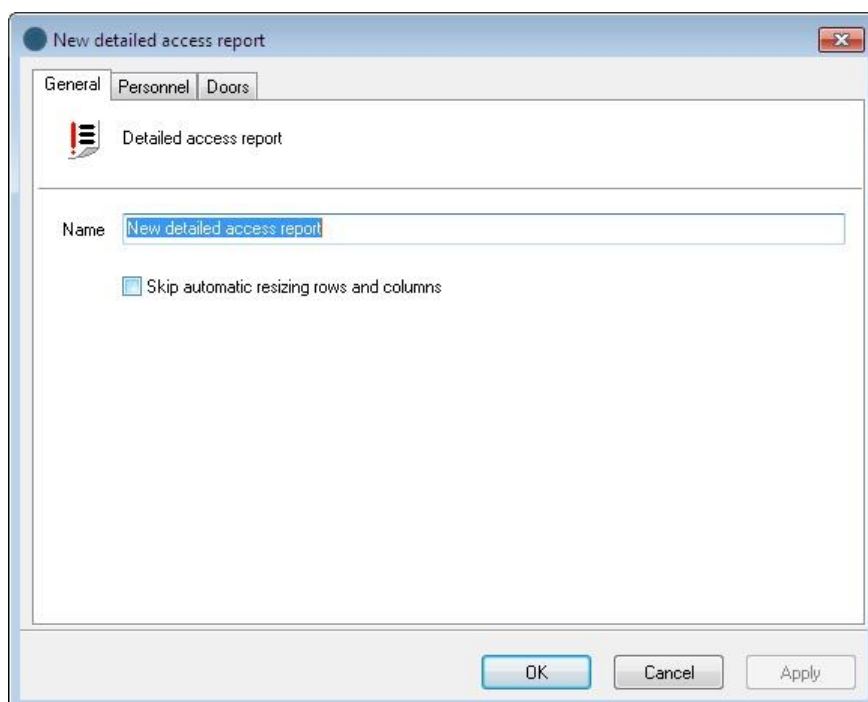 New detailed access report
General Personnel Doors
Detailed access report
Name New detailed access report
Skip automatic resizing rows and columns
OK Cancel Apply